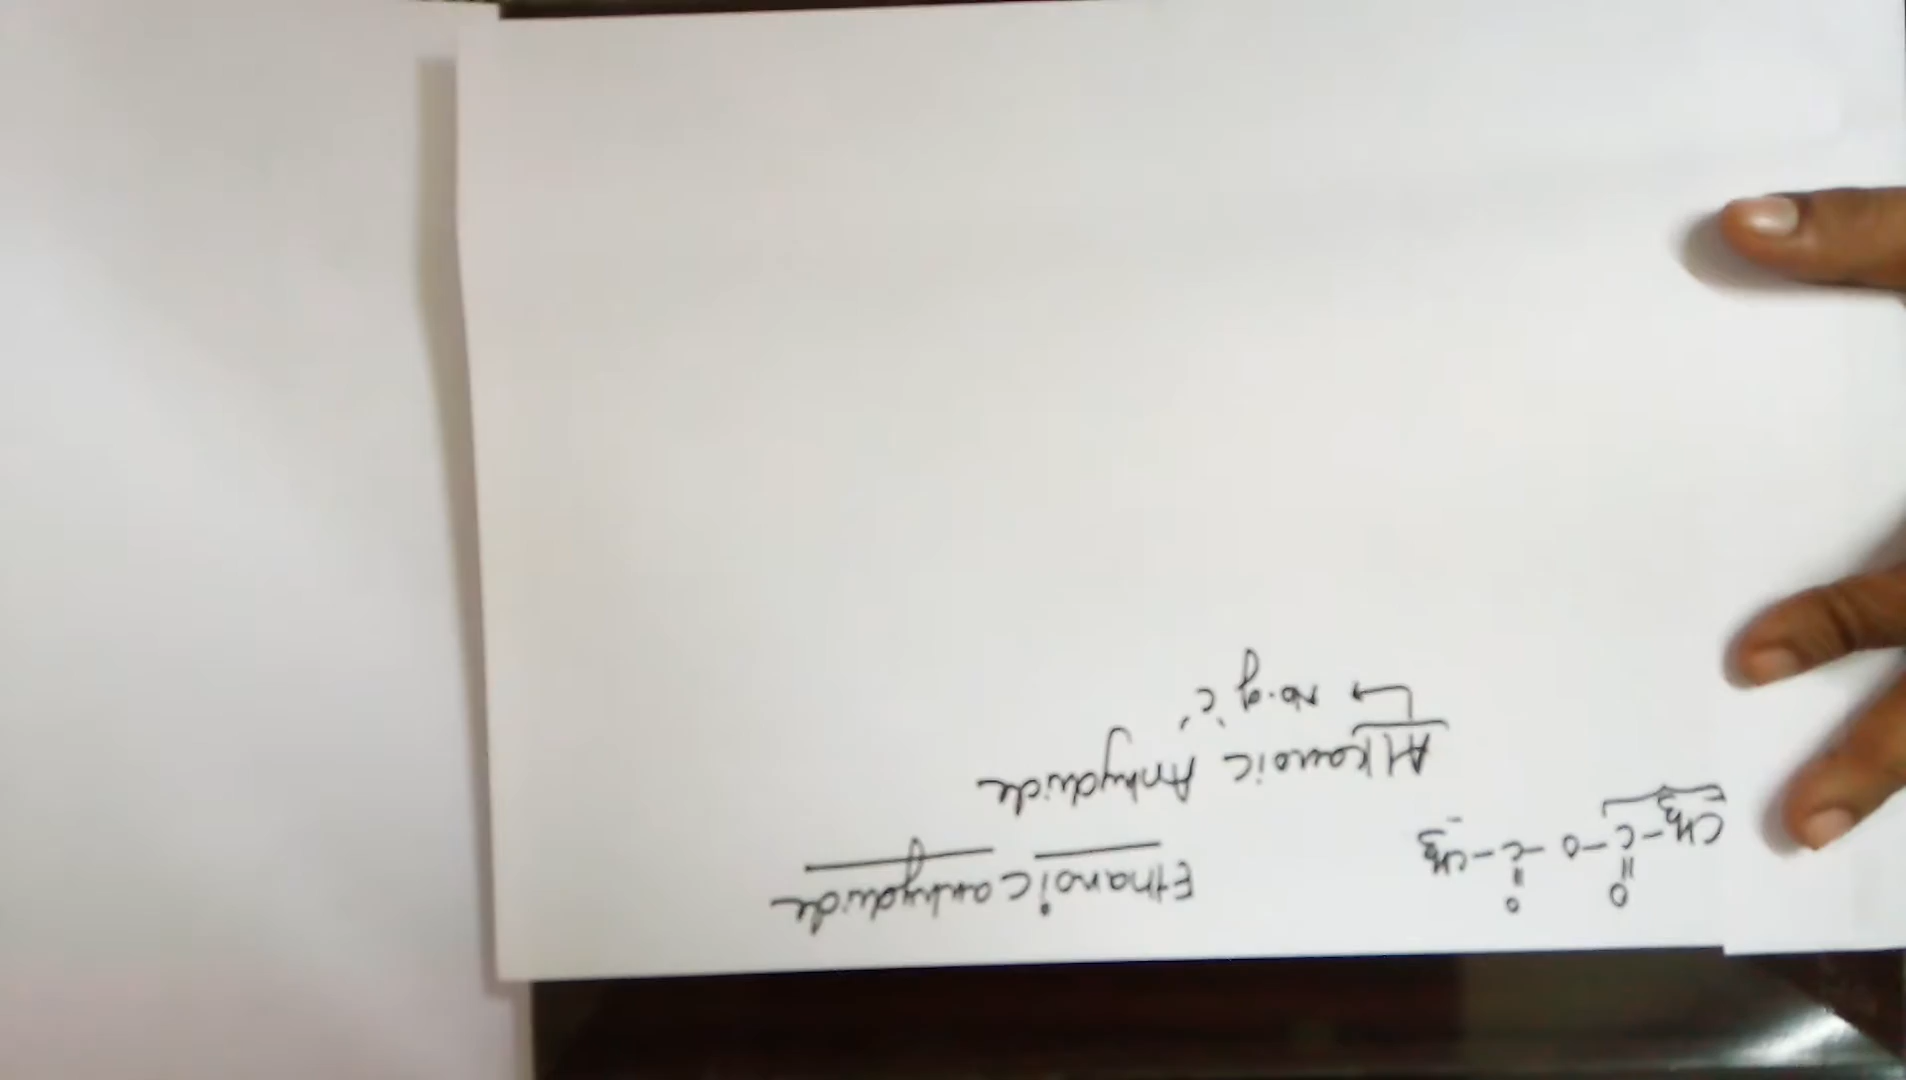 O O
|| ||
CH3-C-O-C-CH3 Ethanoic anhydride
Alkanoic Anhydride
↳ No. of 'C'